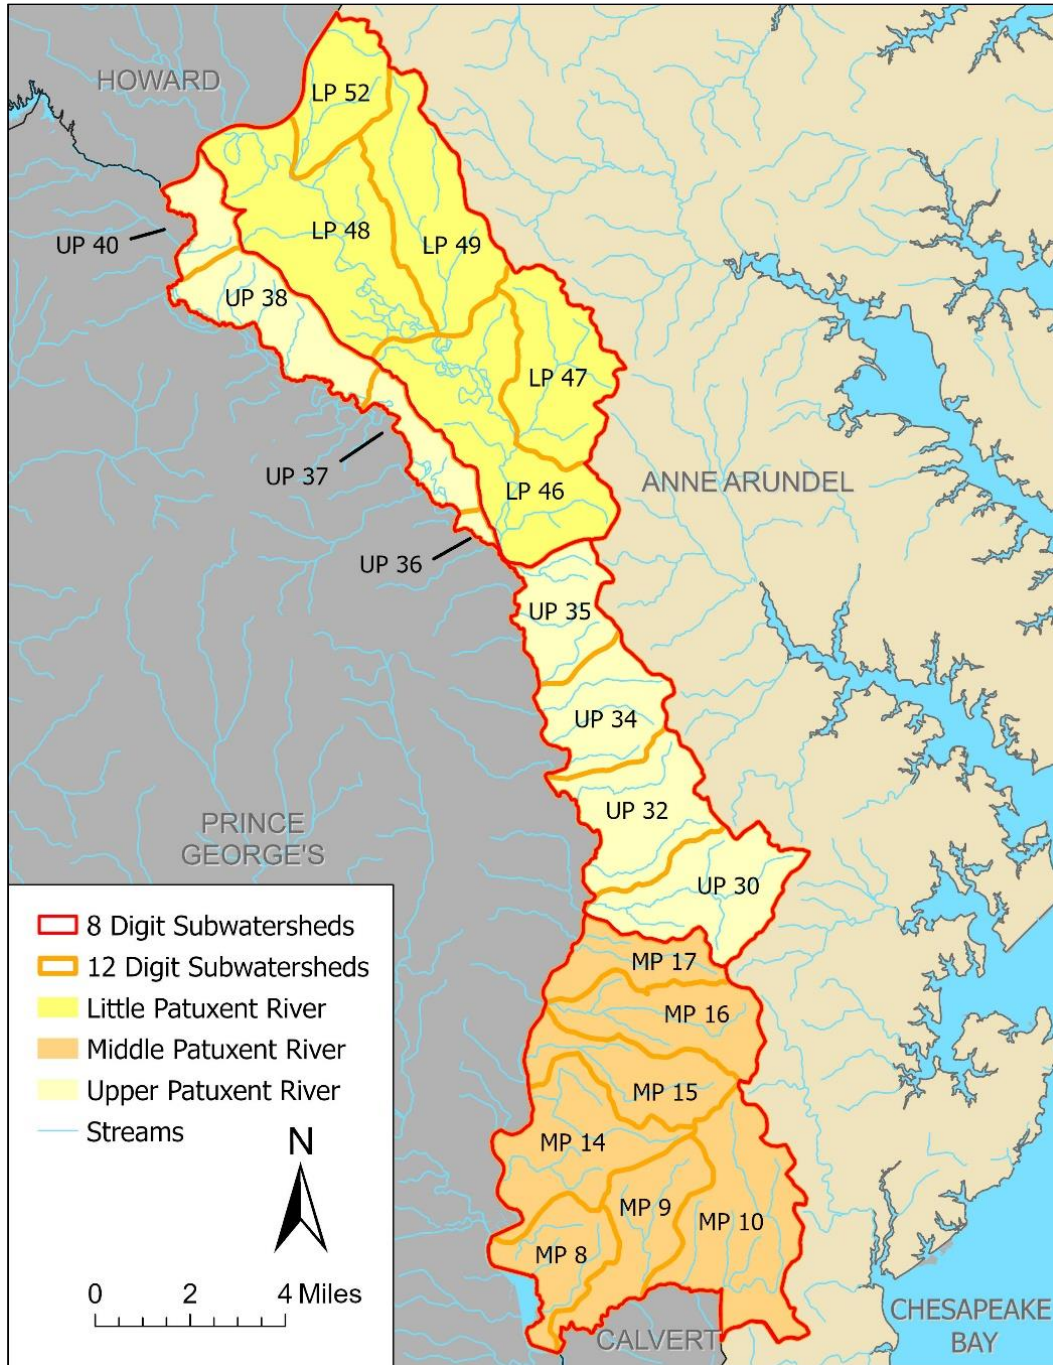 HOWARD
LP 52
UP 40
LP 48
LP 49
UP 38
LP 47
UP 37
LP 46
ANNE ARUNDEL
UP 36
UP 35
UP 34
UP 32
PRINCE
GEORGE'S
UP 30
8 Digit Subwatersheds
12 Digit Subwatersheds
Little Patuxent River
Middle Patuxent River
Upper Patuxent River
Streams
N
0 2 4 Miles
MP 17
MP 16
MP 15
MP 14
MP 9
MP 10
MP 8
CALVERT
CHESAPEAKE
BAY